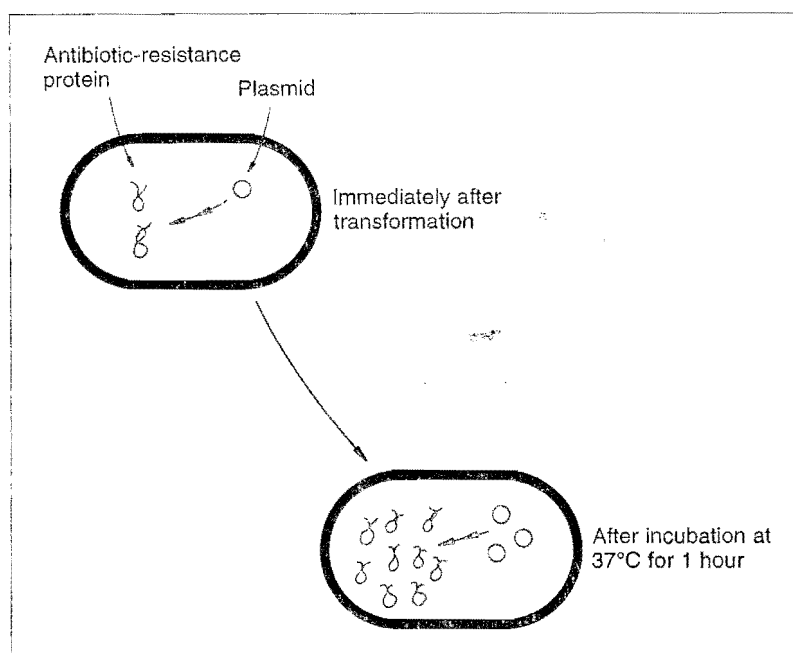 Antibiotic-resistance
protein
Plasmid
Immediately after
transformation
After incubation at
37°C for 1 hour